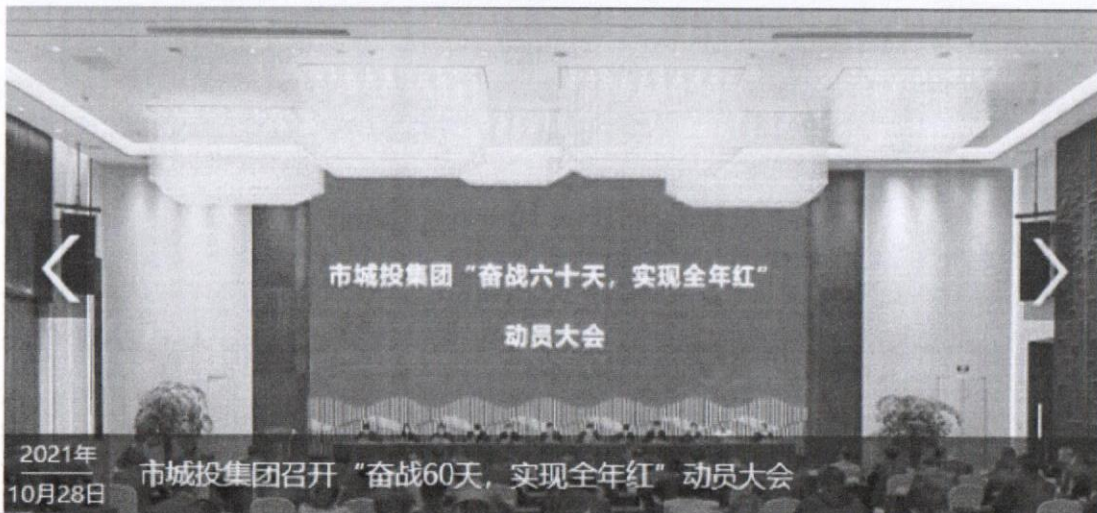 市城投集团“奋战六十天，实现全年红”
动员大会
2021年
10月28日
市城投集团召开“奋战60天，实现全年红”动员大会